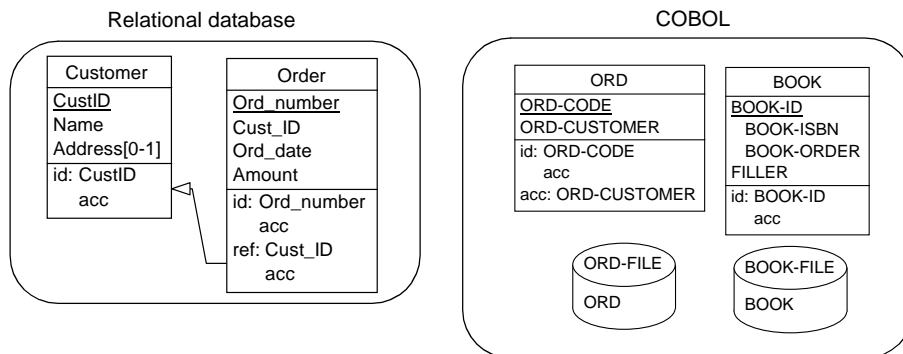 Relational database
Customer
CustID
Name
Address[0-1]
id: CustID
acc
Order
Ord_number
Cust_ID
Ord_date
Amount
id: Ord_number
acc
ref: Cust_ID
acc
COBOL
ORD
ORD-CODE
ORD-CUSTOMER
id: ORD-CODE
acc
acc: ORD-CUSTOMER
BOOK
BOOK-ID
BOOK-ISBN
BOOK-ORDER
FILLER
id: BOOK-ID
acc
ORD-FILE
ORD
BOOK-FILE
BOOK